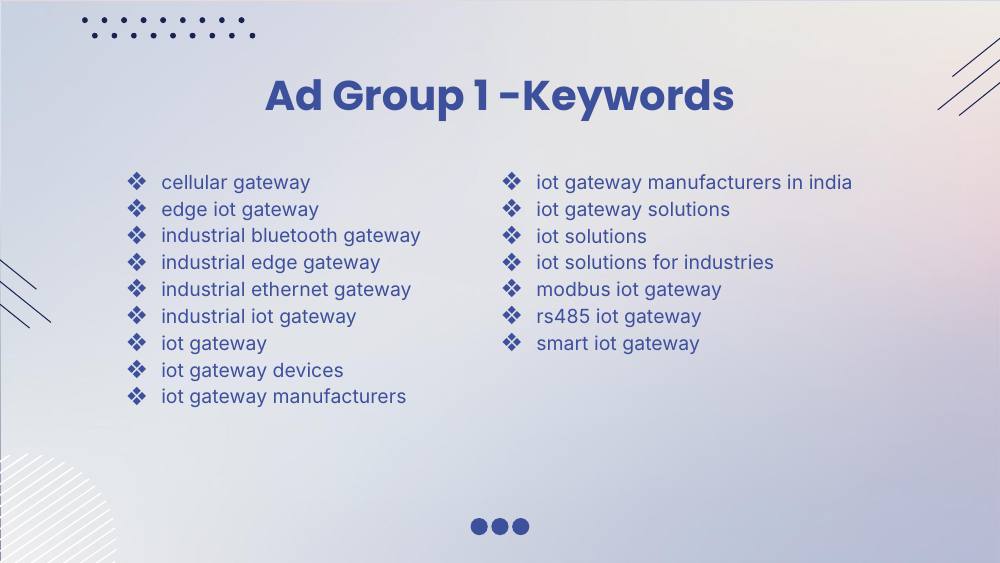 Ad Group 1 -Keywords
❖ cellular gateway
❖ edge iot gateway
❖ industrial bluetooth gateway
❖ industrial edge gateway
❖ industrial ethernet gateway
❖ industrial iot gateway
❖ iot gateway
❖ iot gateway devices
❖ iot gateway manufacturers
❖ iot gateway manufacturers in india
❖ iot gateway solutions
❖ iot solutions
❖ iot solutions for industries
❖ modbus iot gateway
❖ rs485 iot gateway
❖ smart iot gateway